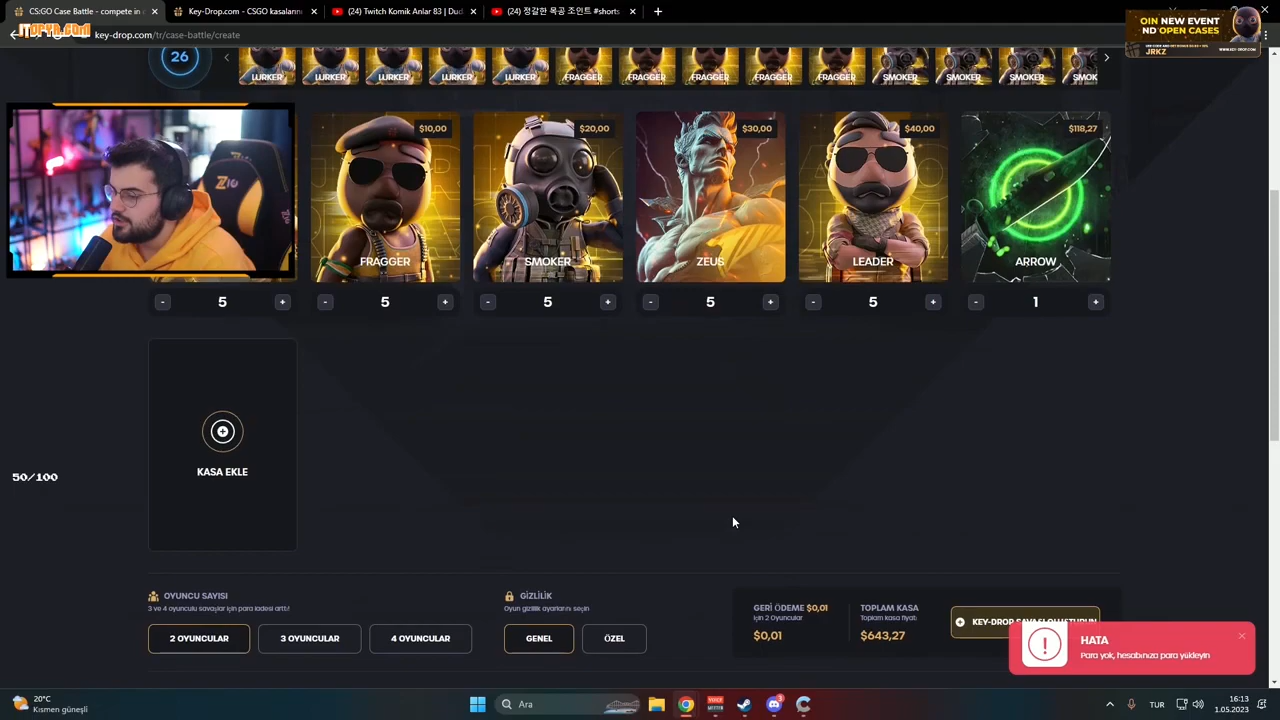 CS:GO Case Battle - compete in c
Key-Drop.com - CSGO kasalarını
(24) Twitch Komik Anlar 83 | Dud
(24) 정갈한 목공 조인트 #shorts
key-drop.com/tr/case-battle/create
OIN NEW EVENT
ND OPEN CASES
JRKZ
WWW.KEY-DROP.COM
26
LURKER
LURKER
LURKER
LURKER
LURKER
FRAGGER
FRAGGER
FRAGGER
FRAGGER
FRAGGER
SMOKER
SMOKER
SMOKER
SMOK
$10,00
$20,00
$30,00
$40,00
$118,27
FRAGGER
SMOKER
ZEUS
LEADER
ARROW
- 5 +
- 5 +
- 5 +
- 5 +
- 5 +
- 1 +
KASA EKLE
50/100
OYUNCU SAYISI
3 ve 4 oyunculu savaşlar için para iadesi arttı!
2 OYUNCULAR
3 OYUNCULAR
4 OYUNCULAR
GİZLİLİK
Oyun gizlilik ayarlarını seçin
GENEL
ÖZEL
GERİ ÖDEME $0,01
için 2 Oyuncular
$0,01
TOPLAM KASA
Toplam kasa fiyatı
$643,27
HATA
Para yok, hesabınıza para yükleyin
20°C
Kısmen güneşli
Ara
TUR
16:13
1.05.2023